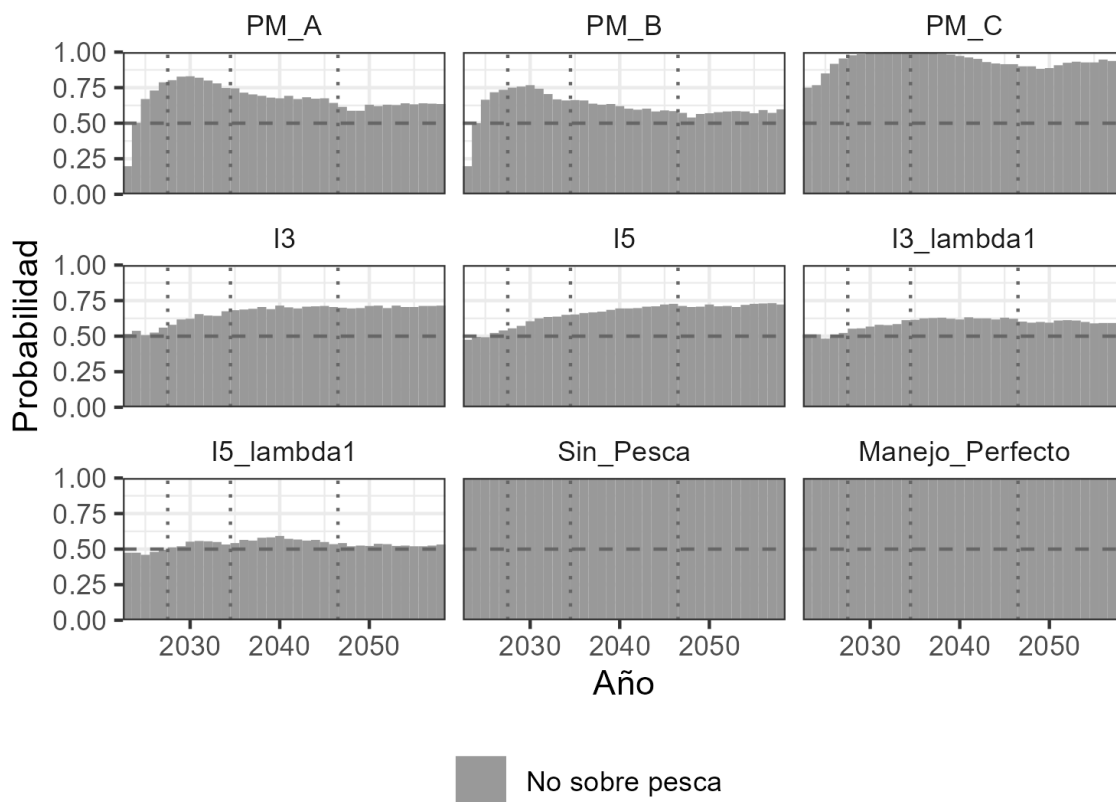 PM_A PM_B PM_C
1.00
0.75
0.50
0.25
0.00
I3 I5 I3_lambda1
1.00
0.75
0.50
0.25
0.00
Probabilidad
I5_lambda1 Sin_Pesca Manejo_Perfecto
1.00
0.75
0.50
0.25
0.00
2030 2040 2050 2030 2040 2050 2030 2040 2050
Año
No sobre pesca